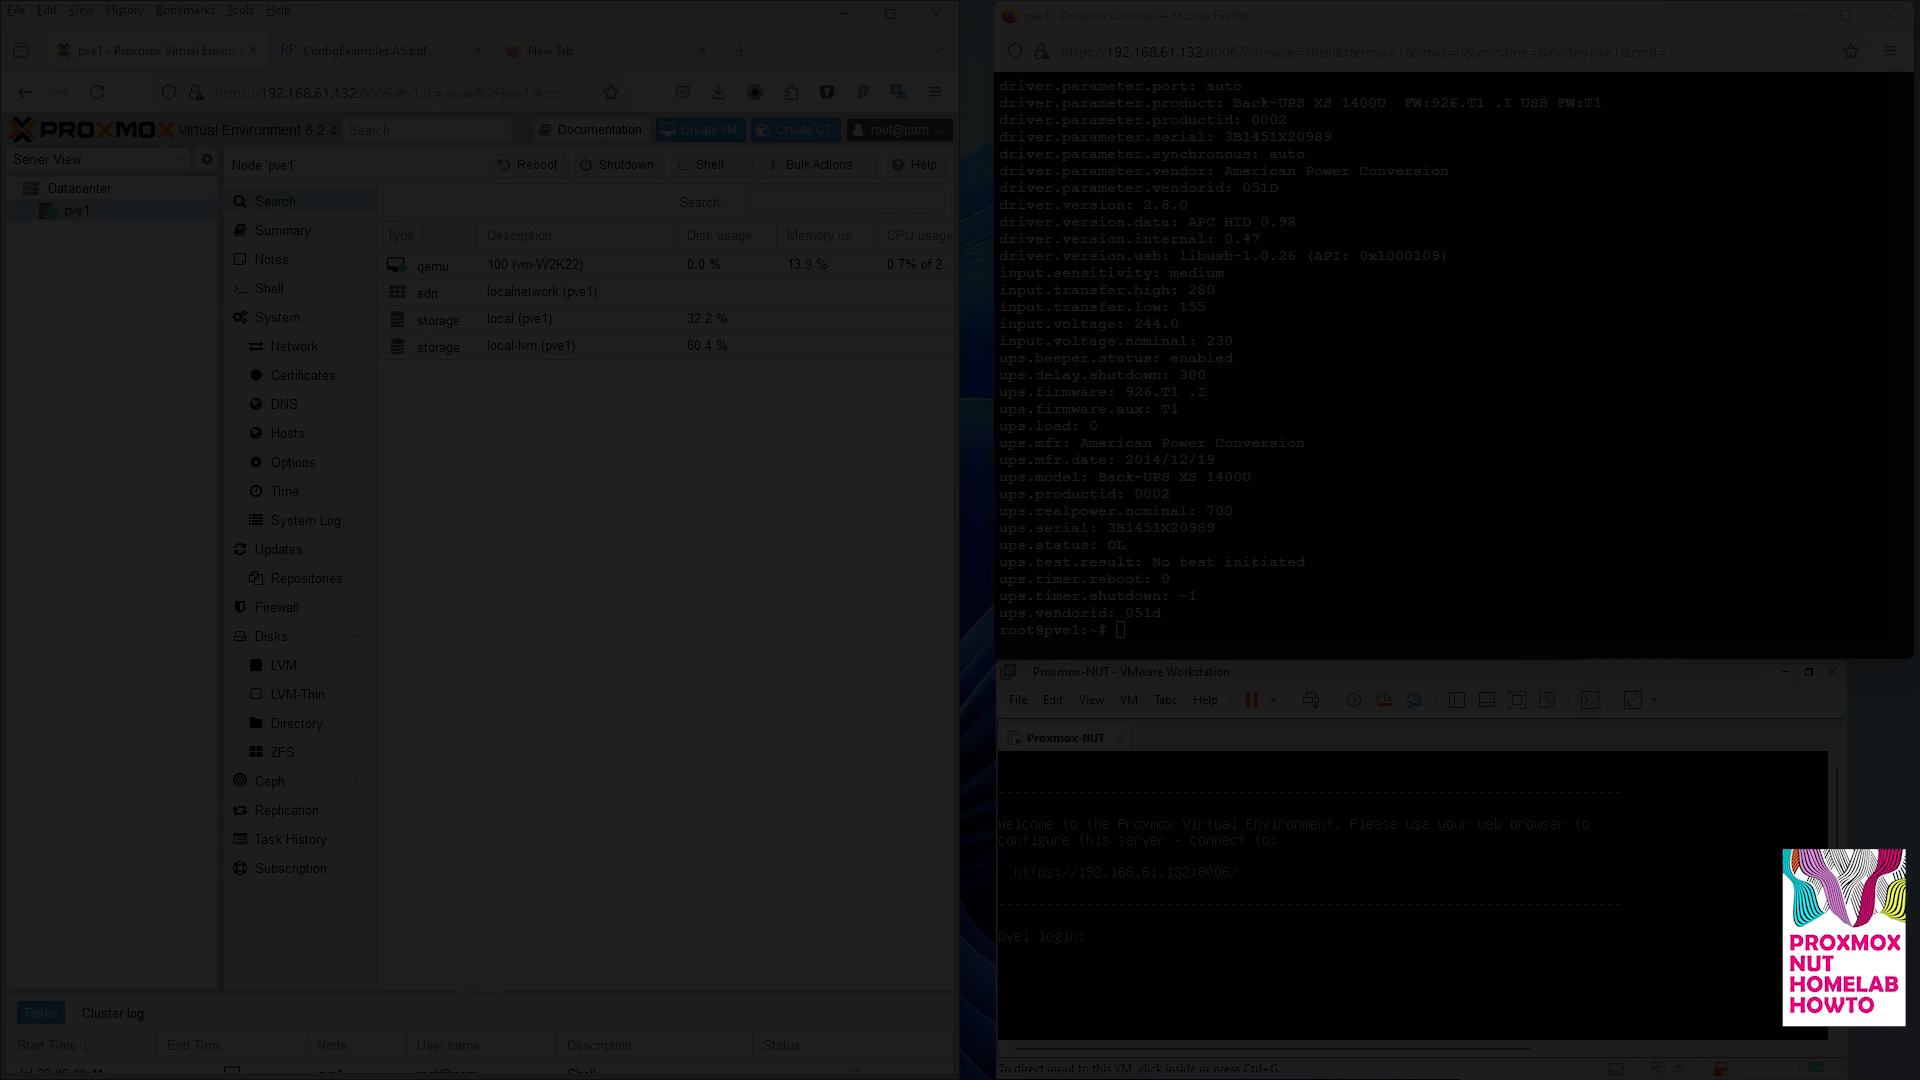 File Edit View History Bookmarks Tools Help
pve1 - Proxmox Virtual Environ
ConfigExamples.A5.pdf
New Tab
https://192.168.61.132:8006/#v1:0:=node%2Fpve1:4:::::
PROXMOX Virtual Environment 8.2.4
Search
Documentation
Create VM
Create CT
root@pam
Server View
Datacenter
pve1
Node 'pve1'
Reboot
Shutdown
Shell
Bulk Actions
Help
Search
Summary
Notes
Shell
System
Network
Certificates
DNS
Hosts
Options
Time
System Log
Updates
Repositories
Firewall
Disks
LVM
LVM-Thin
Directory
ZFS
Ceph
Replication
Task History
Subscription
Search:
Type Description Disk usage... Memory us... CPU usage
qemu 100 (vm-W2K22) 0.0 % 13.9 % 0.7% of 2...
sdn localnetwork (pve1)
storage local (pve1) 32.2 %
storage local-lvm (pve1) 60.4 %
Tasks
Cluster log
Start Time End Time Node User name Description Status
pve1 - Proxmox Console — Mozilla Firefox
https://192.168.61.132:8006/?console=shell&xtermjs=1&vmid=0&vmname=&node=pve1&cmd=
driver.parameter.port: auto
driver.parameter.product: Back-UPS XS 1400U  FW:926.T1 .I USB FW:T1
driver.parameter.productid: 0002
driver.parameter.serial: 3B1451X20989
driver.parameter.synchronous: auto
driver.parameter.vendor: American Power Conversion
driver.parameter.vendorid: 051D
driver.version: 2.8.0
driver.version.data: APC HID 0.98
driver.version.internal: 0.47
driver.version.usb: libusb-1.0.26 (API: 0x1000109)
input.sensitivity: medium
input.transfer.high: 280
input.transfer.low: 155
input.voltage: 244.0
input.voltage.nominal: 230
ups.beeper.status: enabled
ups.delay.shutdown: 300
ups.firmware: 926.T1 .I
ups.firmware.aux: T1
ups.load: 0
ups.mfr: American Power Conversion
ups.mfr.date: 2014/12/19
ups.model: Back-UPS XS 1400U
ups.productid: 0002
ups.realpower.nominal: 700
ups.serial: 3B1451X20989
ups.status: OL
ups.test.result: No test initiated
ups.timer.reboot: 0
ups.timer.shutdown: -1
ups.vendorid: 051d
root@pve1:~#
Proxmox-NUT - VMware Workstation
File Edit View VM Tabs Help
Proxmox-NUT
Welcome to the Proxmox Virtual Environment. Please use your web browser to
configure this server - connect to:
https://192.168.61.132:8006/
pve1 login:
To direct input to this VM, click inside or press Ctrl+G.
PROXMOX
NUT
HOMELAB
HOWTO